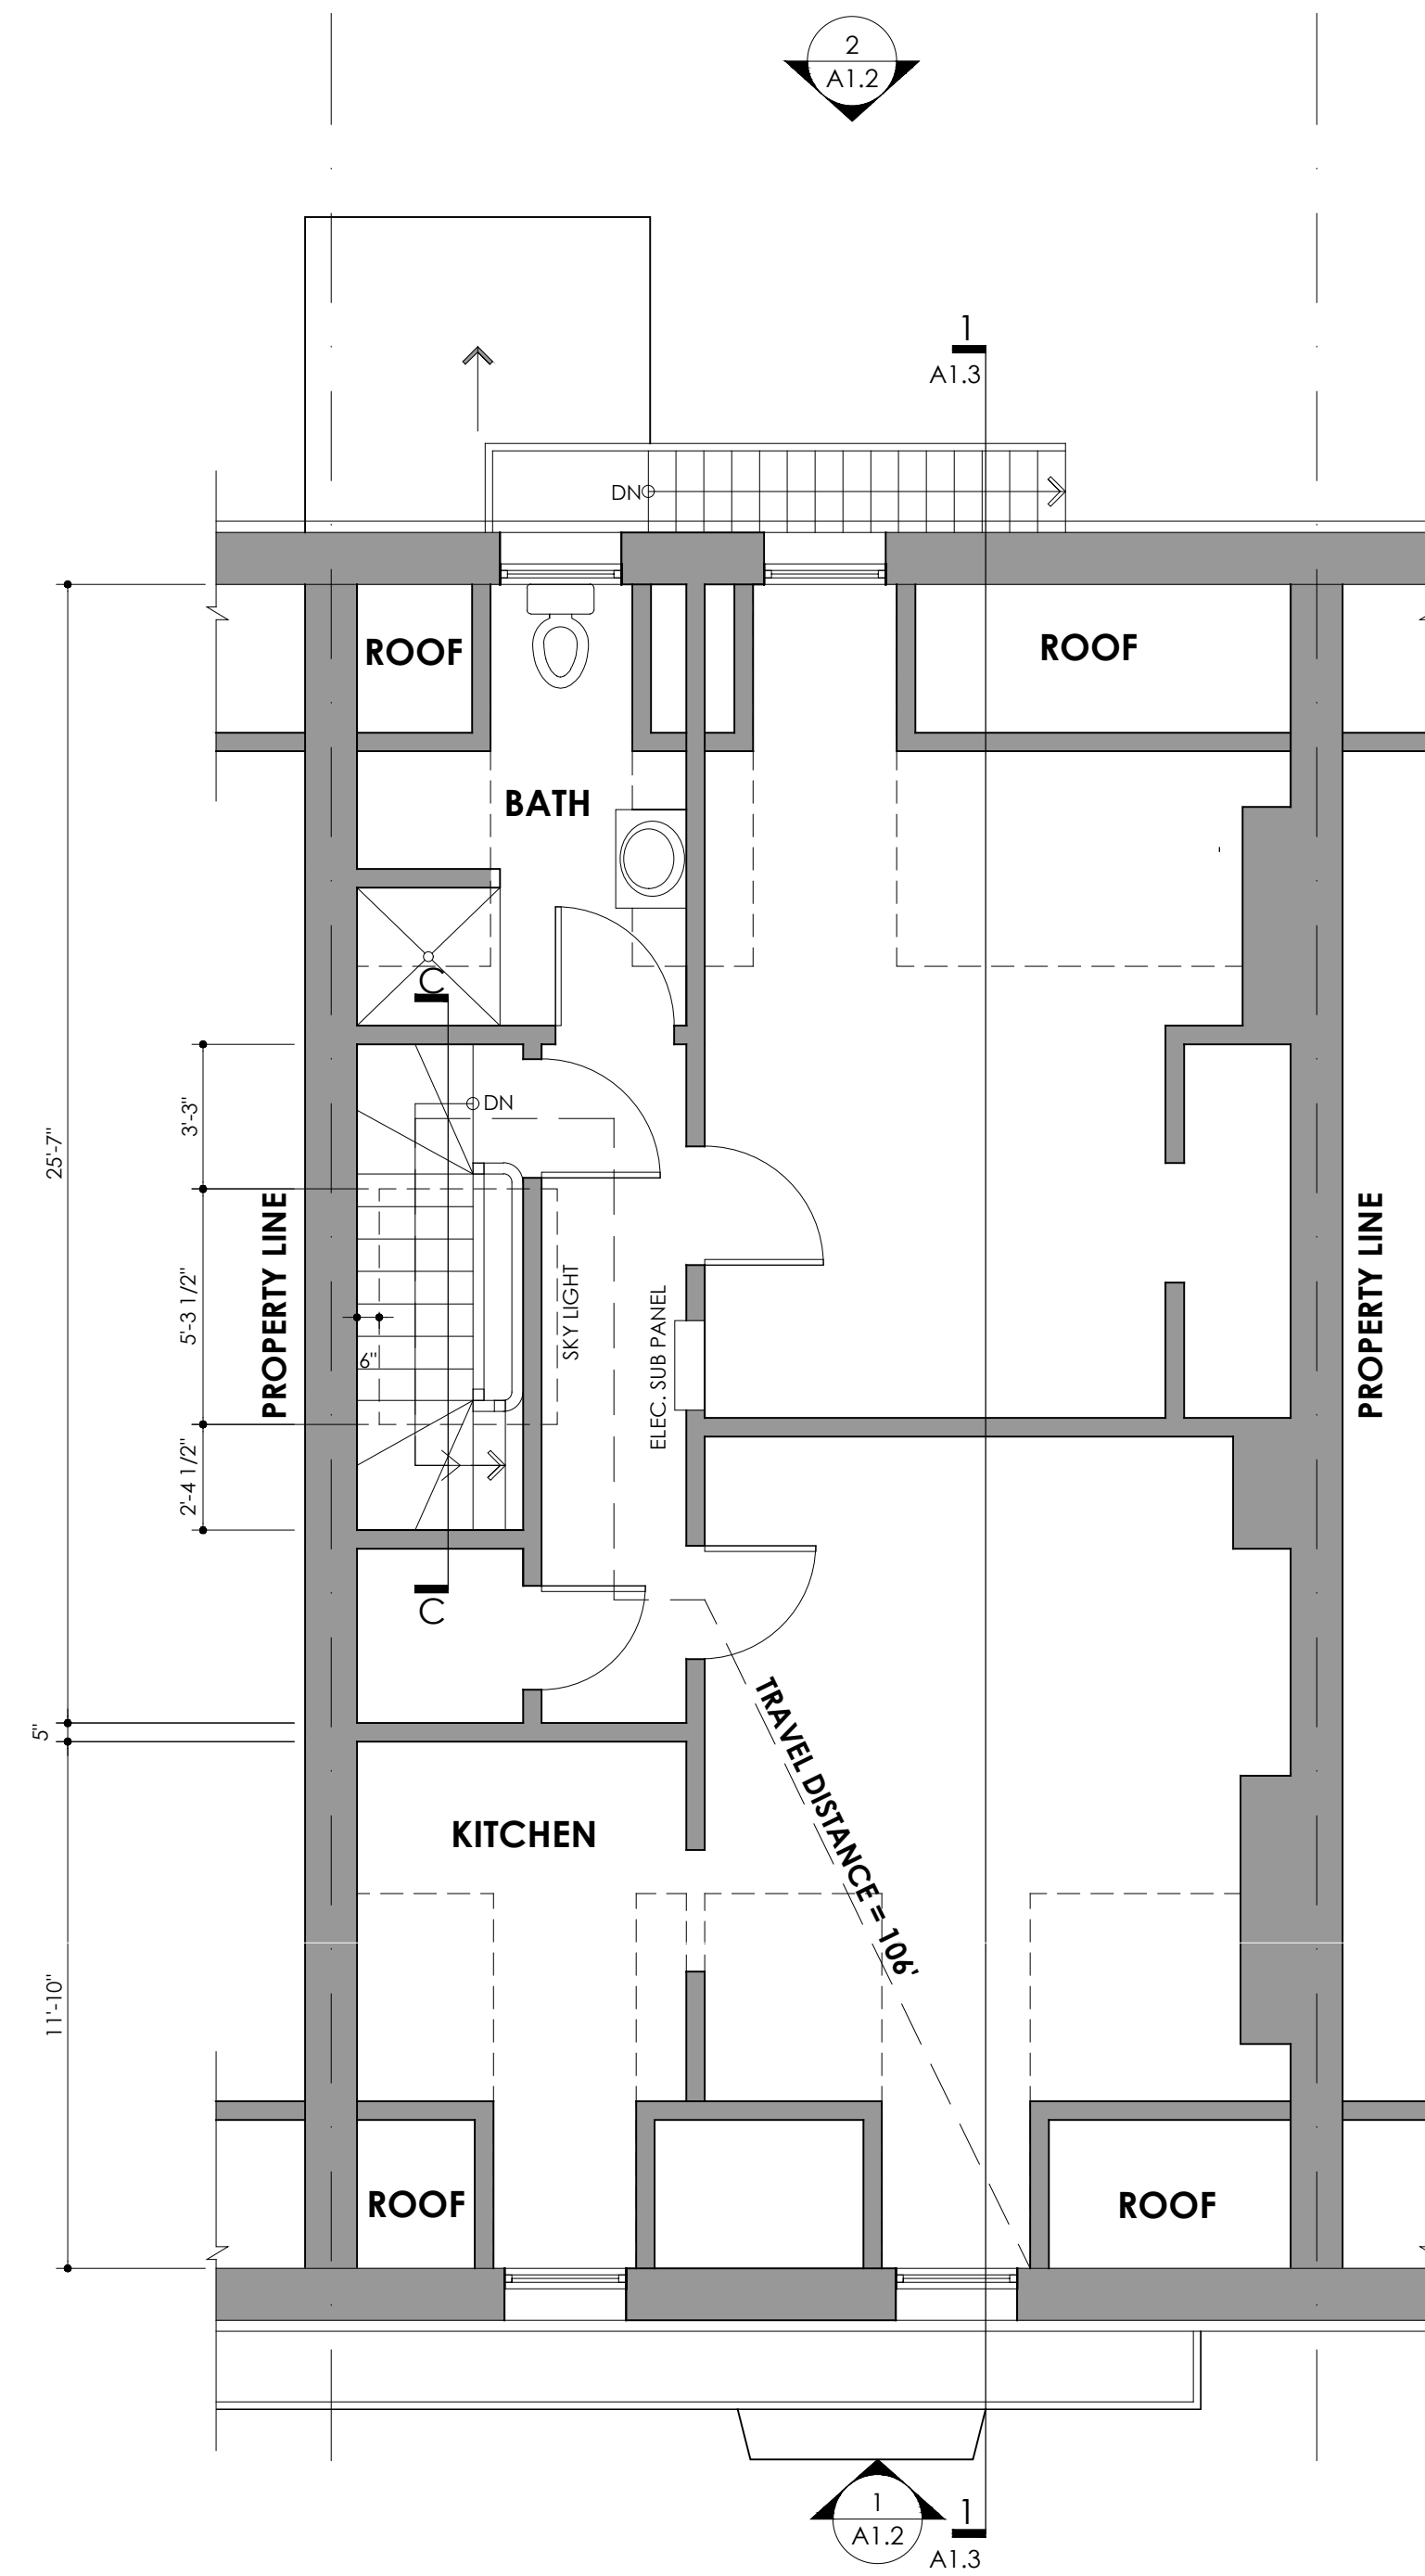 2
A1.2
1
A1.3
DN
ROOF
ROOF
BATH
C
3'-3"
DN
25'-7"
PROPERTY LINE
5'-3 1/2"
6"
SKY LIGHT
ELEC. SUB PANEL
PROPERTY LINE
2'-4 1/2"
C
5"
TRAVEL DISTANCE = 106'
KITCHEN
11'-10"
ROOF
ROOF
1
A1.2
1
A1.3